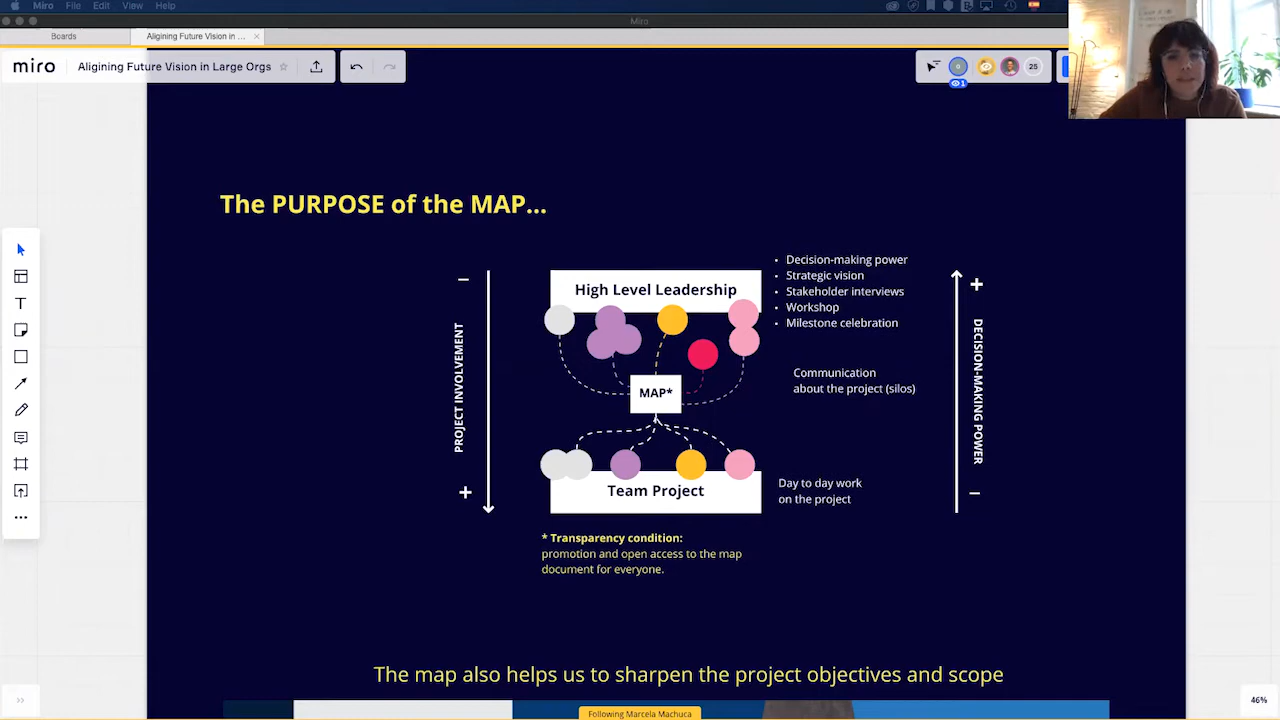 Miro File Edit View Help
Miro
Boards
Aligining Future Vision in ...
miro
Aligining Future Vision in Large Orgs
25
1
The PURPOSE of the MAP...
High Level Leadership
• Decision-making power
• Strategic vision
• Stakeholder interviews
• Workshop
• Milestone celebration
−
+
PROJECT INVOLVEMENT
DECISION-MAKING POWER
MAP*
Communication
about the project (silos)
+
−
Team Project
Day to day work
on the project
* Transparency condition:
promotion and open access to the map
document for everyone.
The map also helps us to sharpen the project objectives and scope
Following Marcela Machuca
46%